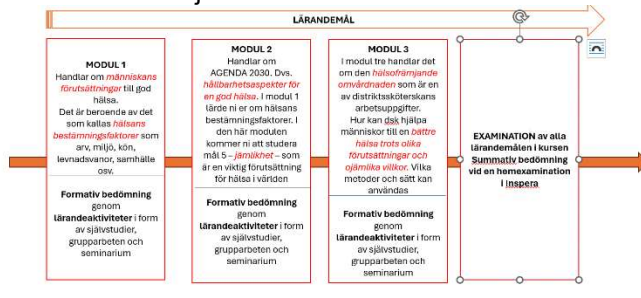 LÄRANDEMÅL
MODUL 1
Handlar om människans
förutsättningar till god
hälsa.
Det är beroende av det
som kallas hälsans
bestämningsfaktorer som
arv, miljö, kön,
levnadsvanor, samhälle
osv.
Formativ bedömning
genom
lärandeaktiviteter i form
av självstudier,
grupparbeten och
seminarium
MODUL 2
Handlar om
AGENDA 2030. Dvs.
hållbarhetsaspekter för
en god hälsa. I modul 1
lärde ni er om hälsans
bestämningsfaktorer. I
den här modulen
kommer ni att studera
mål 5 – jämlikhet – som
är en viktig förutsättning
för hälsa i världen
Formativ bedömning
genom
lärandeaktiviteter i form
av självstudier,
grupparbeten och
seminarium
MODUL 3
I modul tre handlar det
om den hälsofrämjande
omvårdnaden som är en
av distriktssköterskans
arbetsuppgifter.
Hur kan dsk hjälpa
människor till en bättre
hälsa trots olika
förutsättningar och
ojämlika villkor. Vilka
metoder och sätt kan
användas
Formativ bedömning
genom
lärandeaktiviteter i form
av självstudier,
grupparbeten och
seminarium
EXAMINATION av alla
lärandemålen i kursen
Summativ bedömning
vid en hemexamination
i Inspera